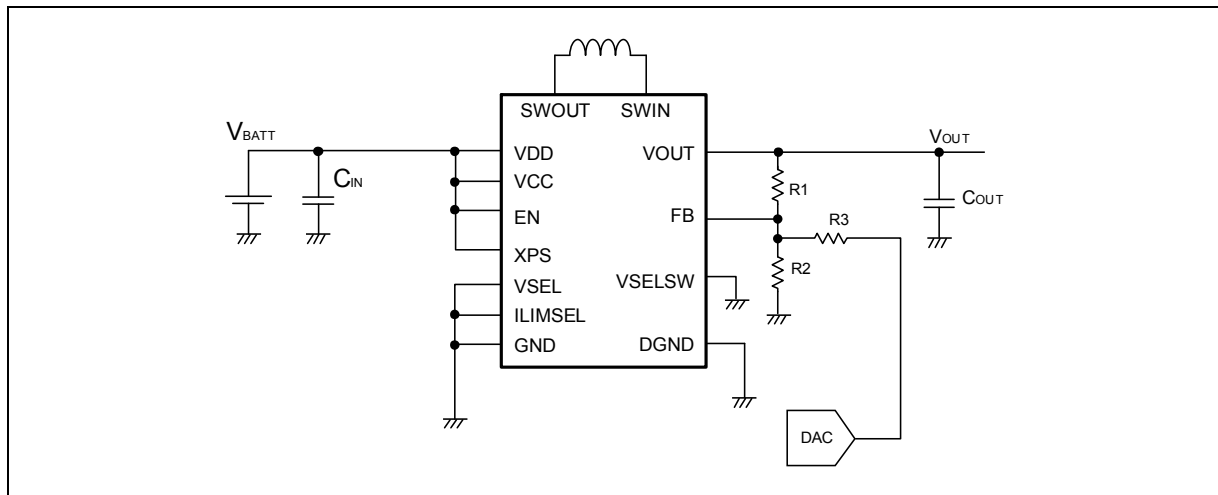 SWOUT SWIN
VBATT
VOUT
VDD
VOUT
VCC
CIN
R1
COUT
EN
FB
R3
XPS
R2
VSEL
VSELSW
ILIMSEL
GND
DGND
DAC